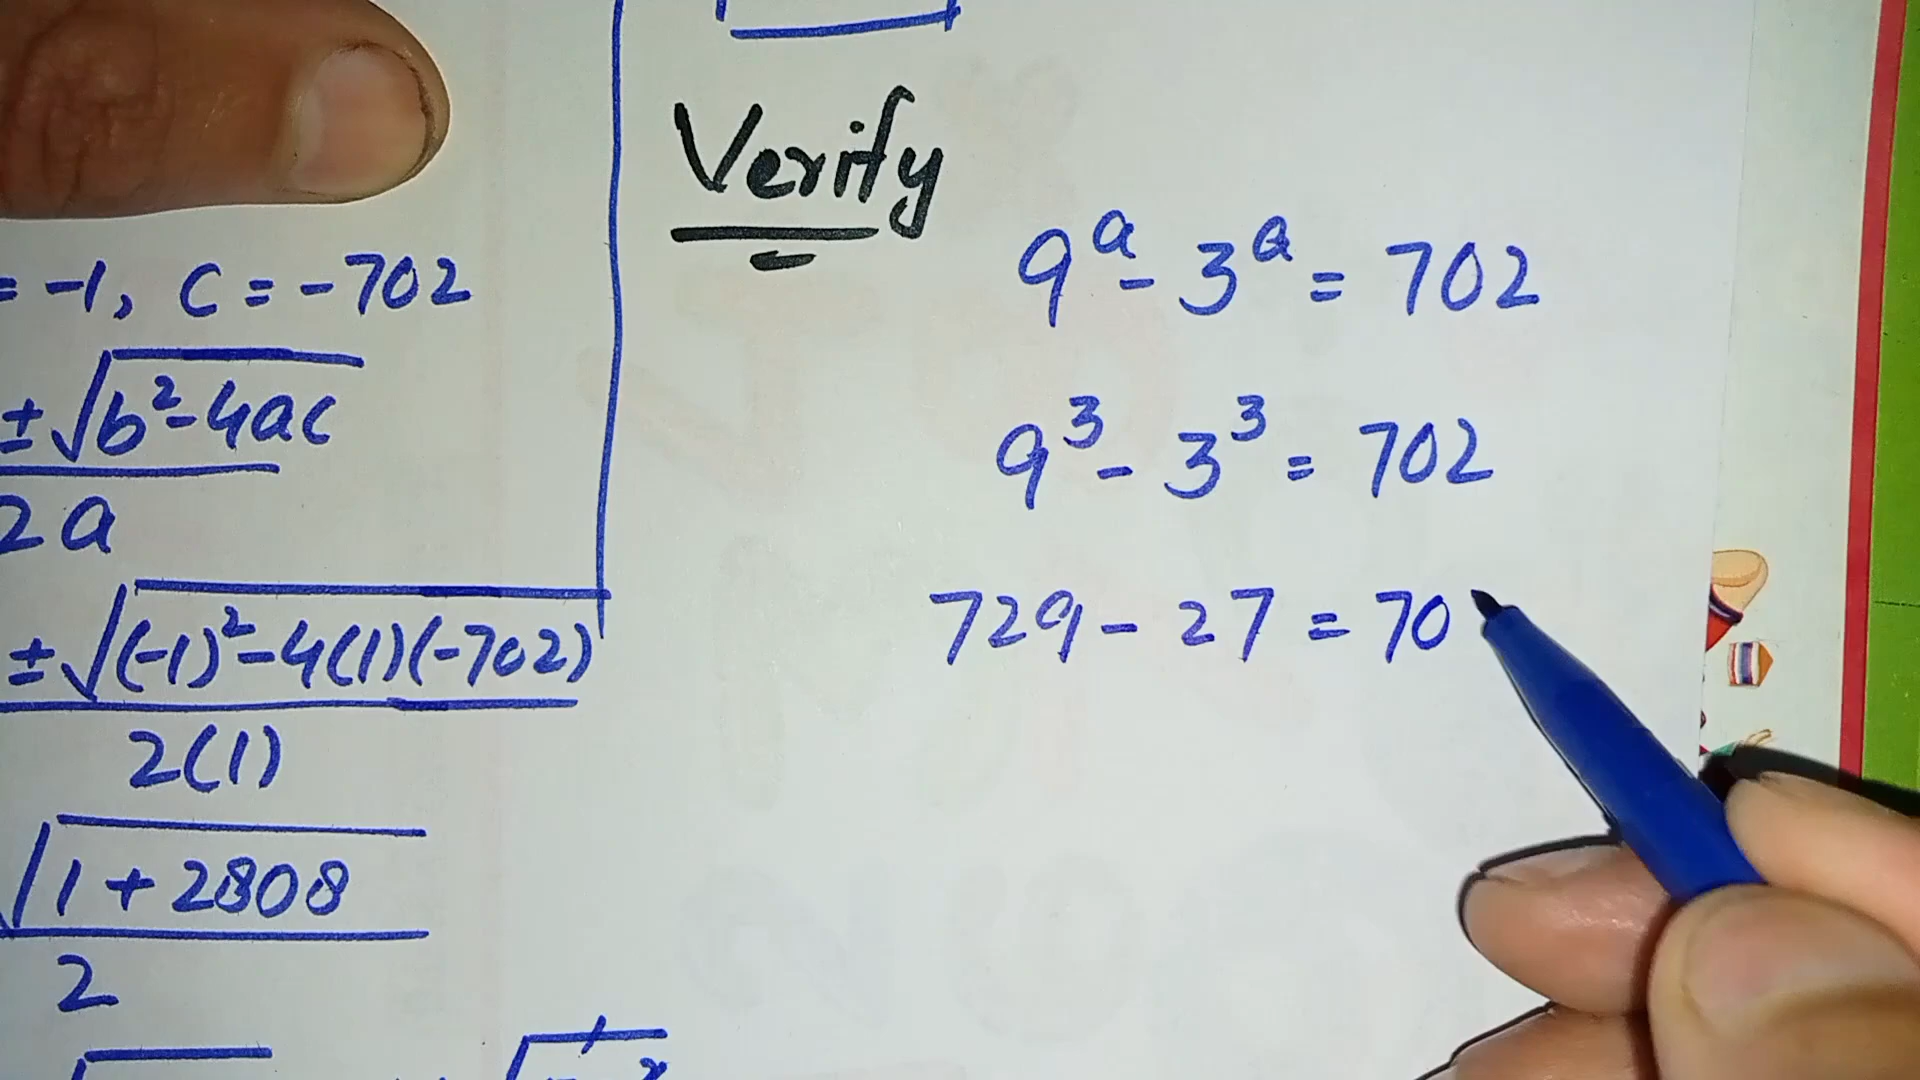 = -1, c = -702
± √b² - 4ac
2a
± √(-1)² - 4(1)(-702)
2(1)
√1 + 2808
2
Verify
9ᵃ - 3ᵃ = 702
9³ - 3³ = 702
729 - 27 = 70